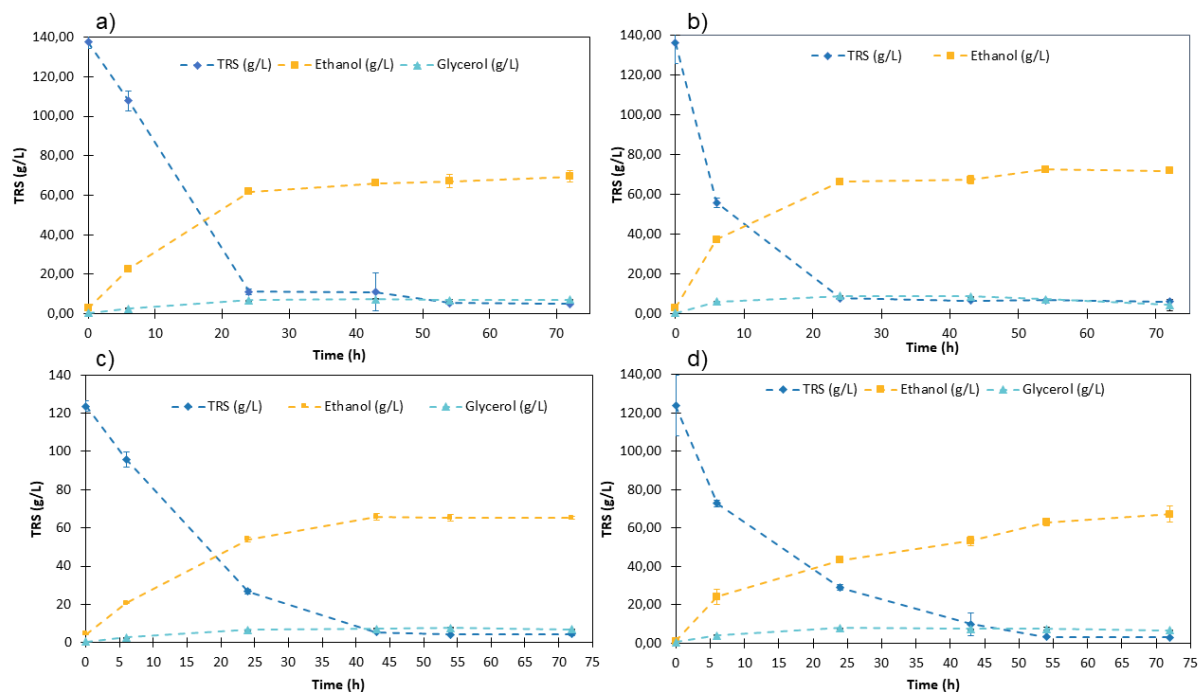 a)
140,00
120,00
100,00
80,00
60,00
40,00
20,00
0,00
TRS (g/L)
TRS (g/L) Ethanol (g/L) Glycerol (g/L)
0 10 20 30 40 50 60 70
Time (h)
b)
140,00
120,00
100,00
80,00
60,00
40,00
20,00
0,00
TRS (g/L)
TRS (g/L) Ethanol (g/L)
0 10 20 30 40 50 60 70
Time (h)
c)
140
120
100
80
60
40
20
0
TRS (g/L)
TRS (g/L) Ethanol (g/L) Glycerol (g/L)
0 5 10 15 20 25 30 35 40 45 50 55 60 65 70 75
Time (h)
d)
140,00
120,00
100,00
80,00
60,00
40,00
20,00
0,00
TRS (g/L)
TRS (g/L) Ethanol (g/L) Glycerol (g/L)
0 5 10 15 20 25 30 35 40 45 50 55 60 65 70 75
Time (h)